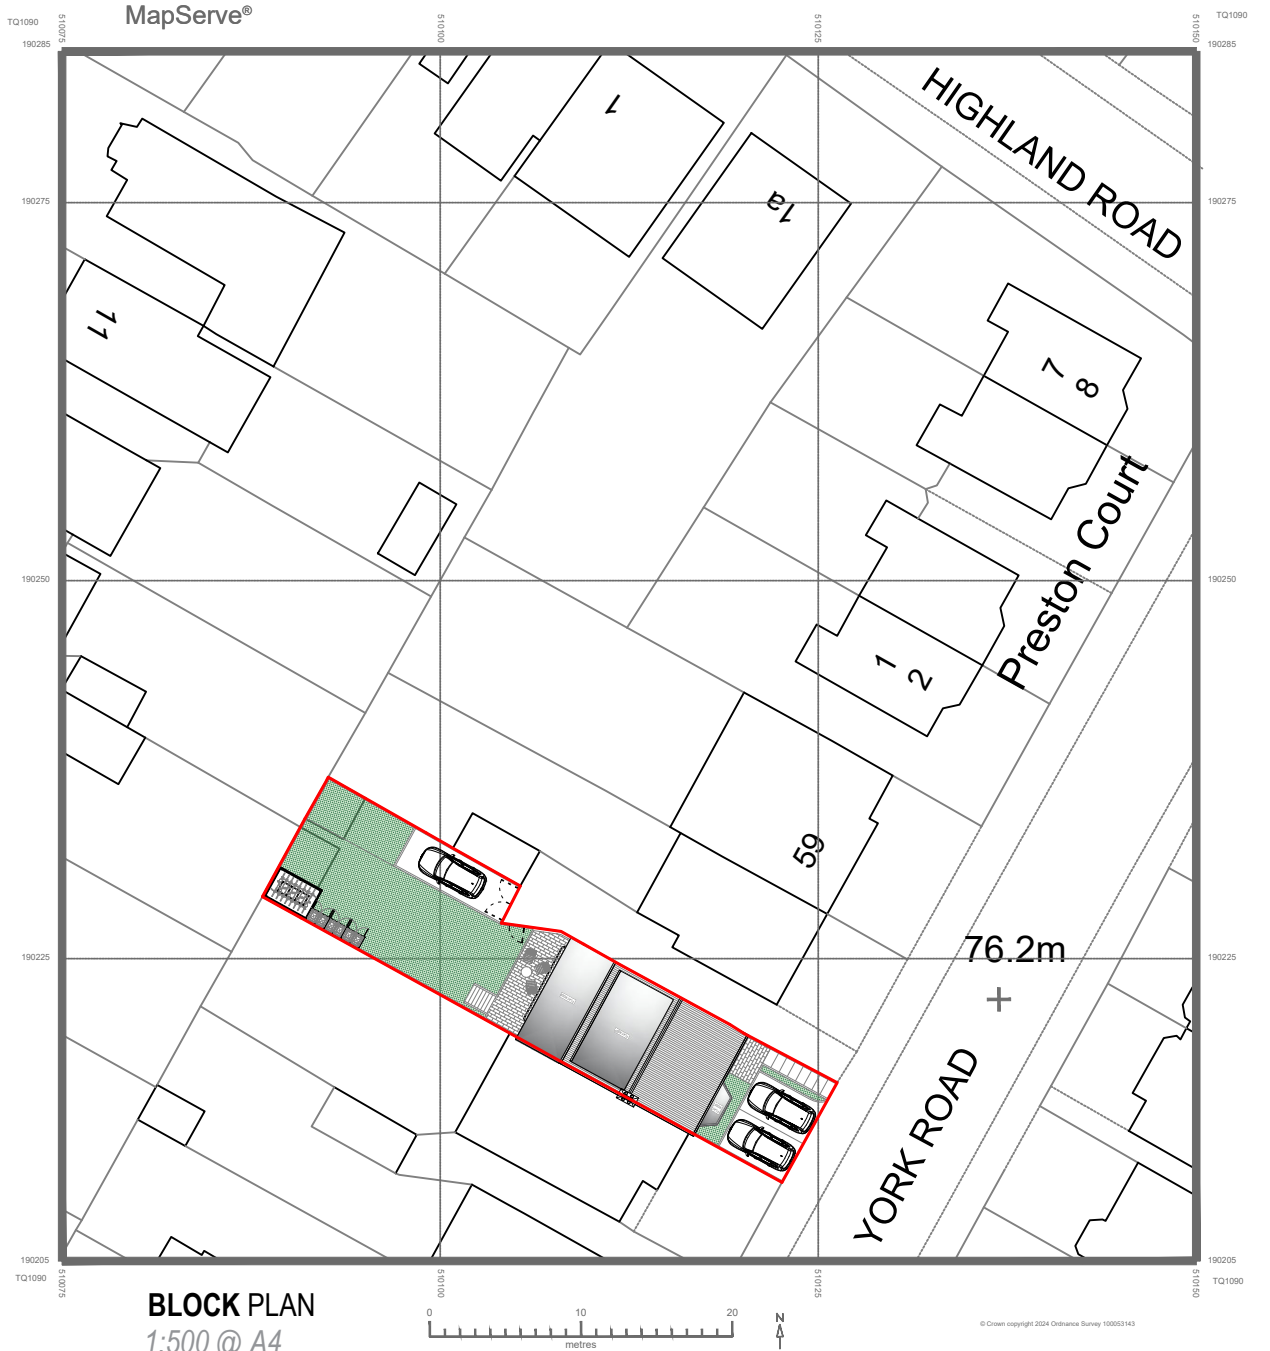 MapServe®
TQ1090
510075
510100
510125
510150
TQ1090
190285
190285
HIGHLAND ROAD
1
1a
190275
190275
11
7
8
Preston Court
190250
190250
1
2
59
76.2m
190225
190225
YORK ROAD
190205
190205
TQ1090
510075
510100
510125
510150
TQ1090
BLOCK PLAN
1:500 @ A4
0 10 20
metres
N
© Crown copyright 2024 Ordnance Survey 100053143